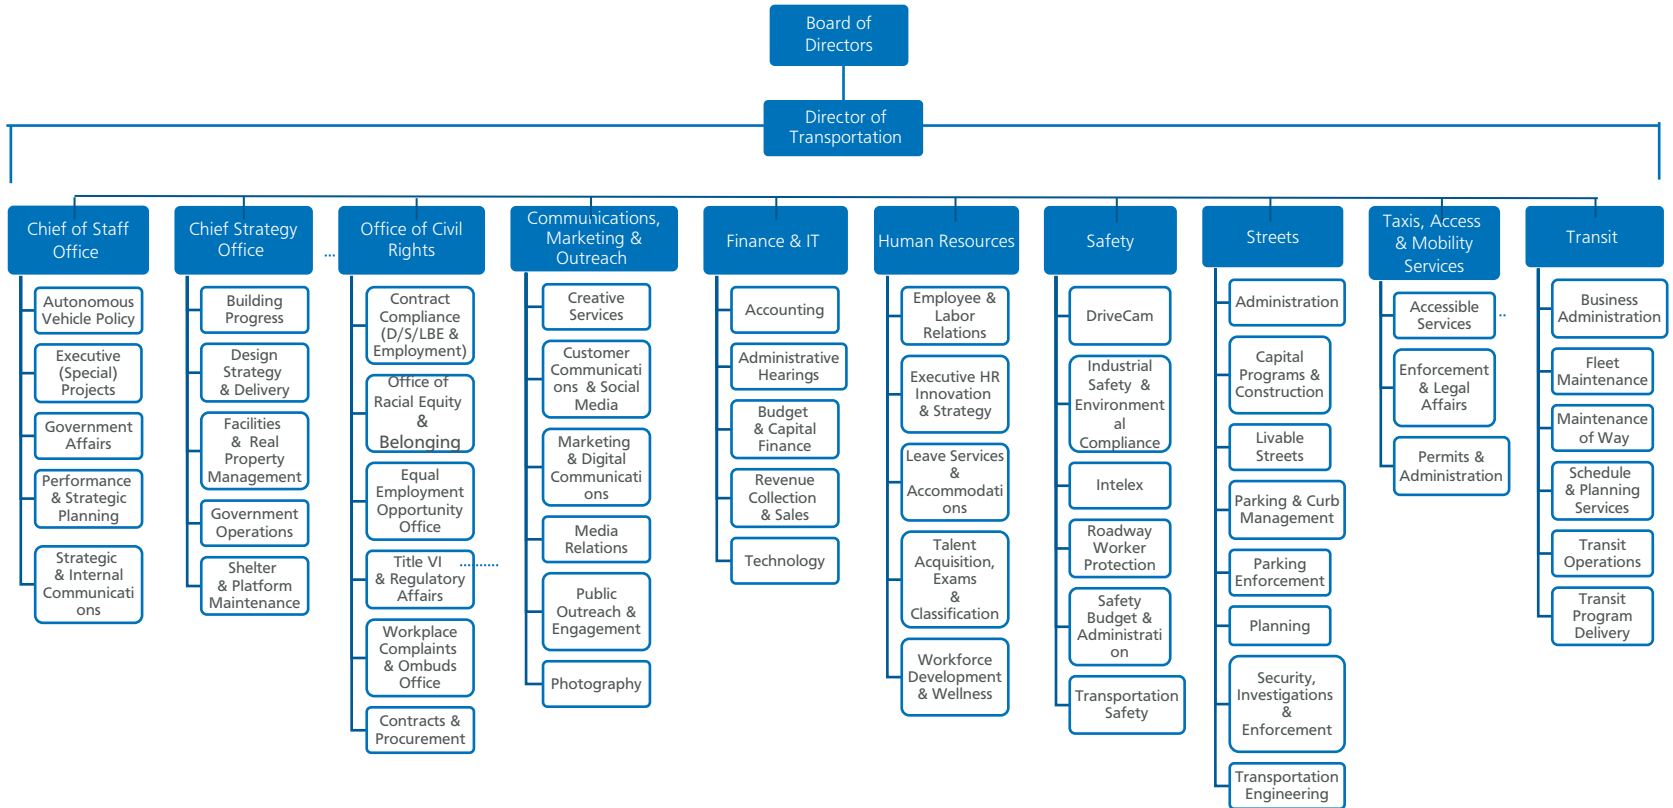 Board of
Directors
Director of
Transportation
Chief of Staff
Office
Autonomous
Vehicle Policy
Executive
(Special)
Projects
Government
Affairs
Performance
& Strategic
Planning
Strategic
& Internal
Communicati
ons
Chief Strategy
Office
Building
Progress
Design
Strategy
& Delivery
Facilities
& Real
Property
Management
Government
Operations
Shelter
& Platform
Maintenance
...
Office of Civil
Rights
Contract
Compliance
(D/S/LBE &
Employment)
Office of
Racial Equity
&
Belonging
Equal
Employment
Opportunity
Office
Title VI
& Regulatory
Affairs
Workplace
Complaints
& Ombuds
Office
Contracts &
Procurement
Communications,
Marketing &
Outreach
Creative
Services
Customer
Communicati
ons & Social
Media
Marketing
& Digital
Communicati
ons
Media
Relations
Public
Outreach &
Engagement
Photography
Finance & IT
Accounting
Administrative
Hearings
Budget
& Capital
Finance
Revenue
Collection
& Sales
Technology
Human Resources
Employee &
Labor
Relations
Executive HR
Innovation
& Strategy
Leave Services
&
Accommodati
ons
Talent
Acquisition,
Exams
&
Classification
Workforce
Development
& Wellness
Safety
DriveCam
Industrial
Safety &
Environment
al
Compliance
Intelex
Roadway
Worker
Protection
Safety
Budget &
Administrati
on
Transportation
Safety
Streets
Administration
Capital
Programs &
Construction
Livable
Streets
Parking & Curb
Management
Parking
Enforcement
Planning
Security,
Investigations
&
Enforcement
Transportation
Engineering
Taxis, Access
& Mobility
Services
Accessible
Services
Enforcement
& Legal
Affairs
Permits &
Administration
Transit
Business
Administration
Fleet
Maintenance
Maintenance
of Way
Schedule
& Planning
Services
Transit
Operations
Transit
Program
Delivery